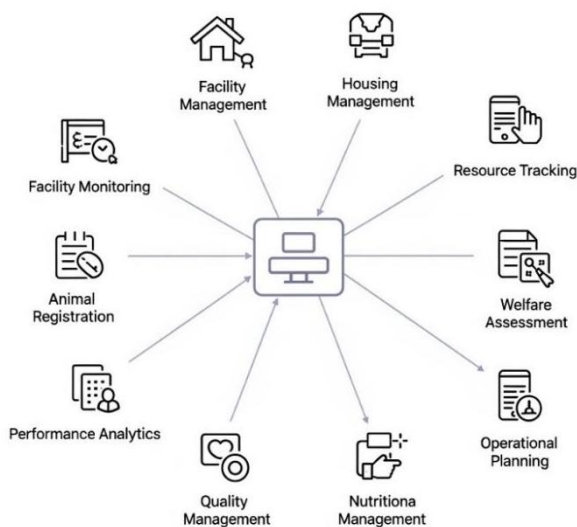 Facility
Management
Housing
Management
Resource Tracking
Facility Monitoring
Animal
Registration
Welfare
Assessment
Performance Analytics
Operational
Planning
Quality
Management
Nutritiona Management